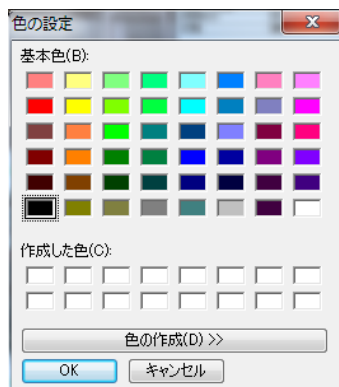 色の設定
基本色(B):
作成した色(C):
色の作成(D) >>
OK
キャンセル